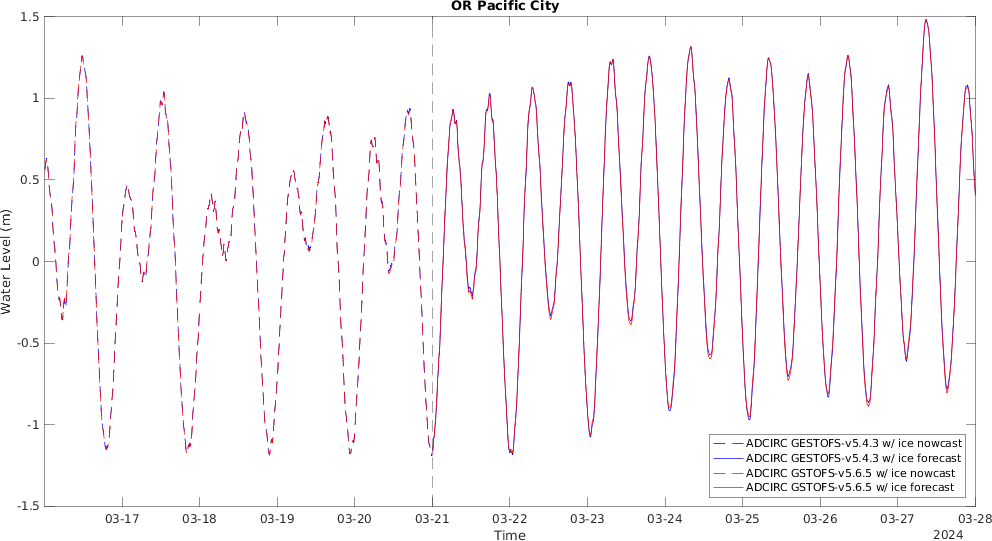 OR Pacific City
1.5
1
0.5
0
-0.5
-1
-1.5
Water Level (m)
03-17 03-18 03-19 03-20 03-21 03-22 03-23 03-24 03-25 03-26 03-27 03-28
Time
2024
ADCIRC GESTOFS-v5.4.3 w/ ice nowcast
ADCIRC GESTOFS-v5.4.3 w/ ice forecast
ADCIRC GSTOFS-v5.6.5 w/ ice nowcast
ADCIRC GSTOFS-v5.6.5 w/ ice forecast